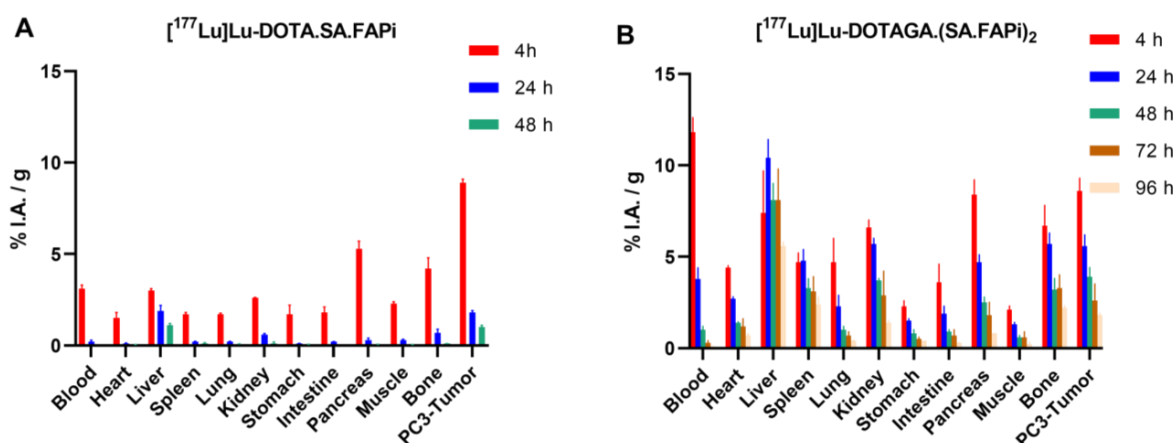 A
[¹⁷⁷Lu]Lu-DOTA.SA.FAPi
4h
24 h
48 h
15
10
5
0
% I.A. / g
Blood
Heart
Liver
Spleen
Lung
Kidney
Stomach
Intestine
Pancreas
Muscle
Bone
PC3-Tumor
B
[¹⁷⁷Lu]Lu-DOTAGA.(SA.FAPi)₂
4 h
24 h
48 h
72 h
96 h
15
10
5
0
% I.A. / g
Blood
Heart
Liver
Spleen
Lung
Kidney
Stomach
Intestine
Pancreas
Muscle
Bone
PC3-Tumor